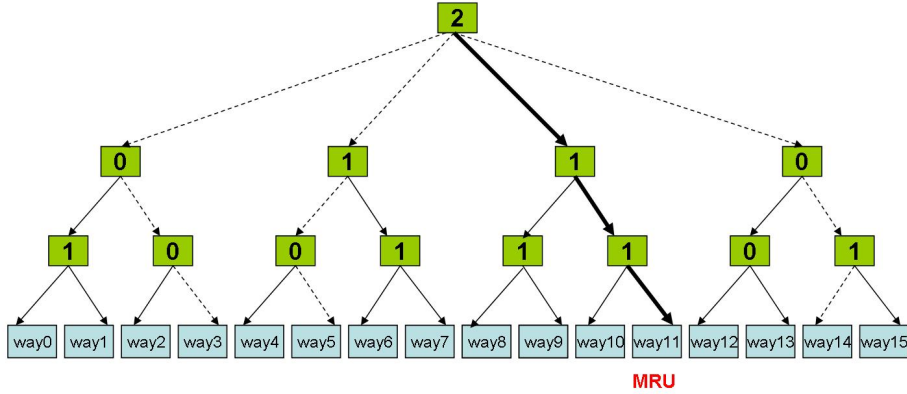 2
0 1 1 0
1 0 0 1 1 1 0 1
way0 way1 way2 way3 way4 way5 way6 way7 way8 way9 way10 way11 way12 way13 way14 way15
MRU